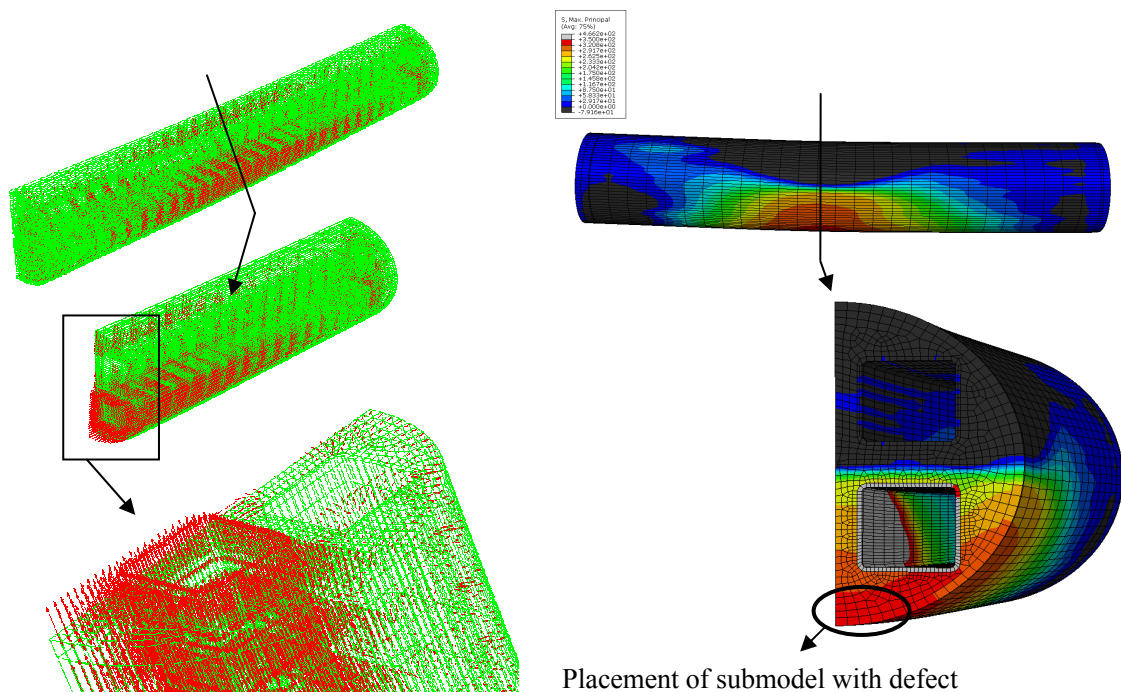 S, Max. Principal
(Avg: 75%)
+4.662e+02
+3.500e+02
+3.208e+02
+2.917e+02
+2.625e+02
+2.333e+02
+2.042e+02
+1.750e+02
+1.458e+02
+1.167e+02
+8.750e+01
+5.833e+01
+2.917e+01
+0.000e+00
-7.916e+01
Placement of submodel with defect